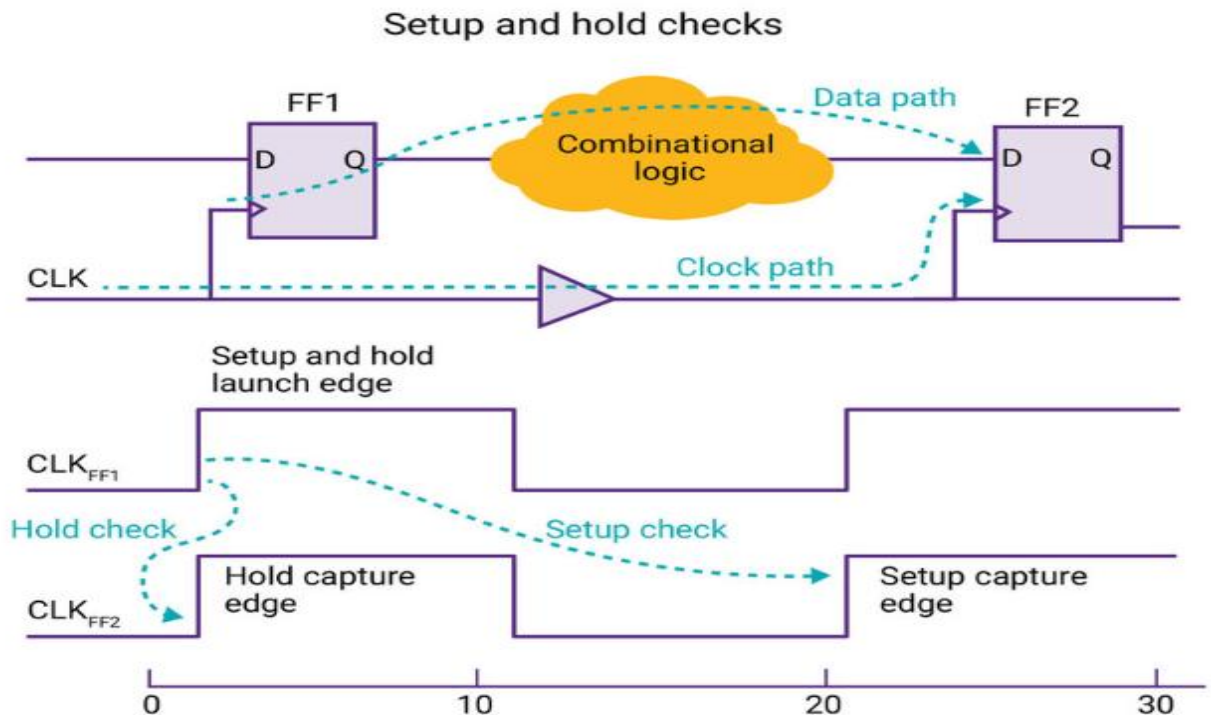 Setup and hold checks
FF1
Data path
FF2
D Q
Combinational
logic
D Q
CLK
Clock path
Setup and hold
launch edge
CLKFF1
Hold check
Setup check
Hold capture
edge
Setup capture
edge
CLKFF2
0 10 20 30